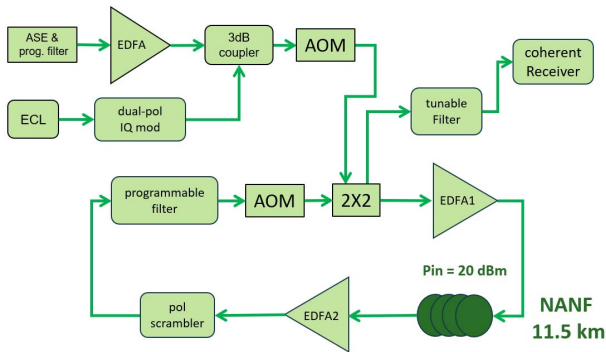 ASE &
prog. filter
EDFA
3dB
coupler
AOM
coherent
Receiver
ECL
dual-pol
IQ mod
tunable
Filter
programmable
filter
AOM
2X2
EDFA1
Pin = 20 dBm
pol
scrambler
EDFA2
NANF
11.5 km